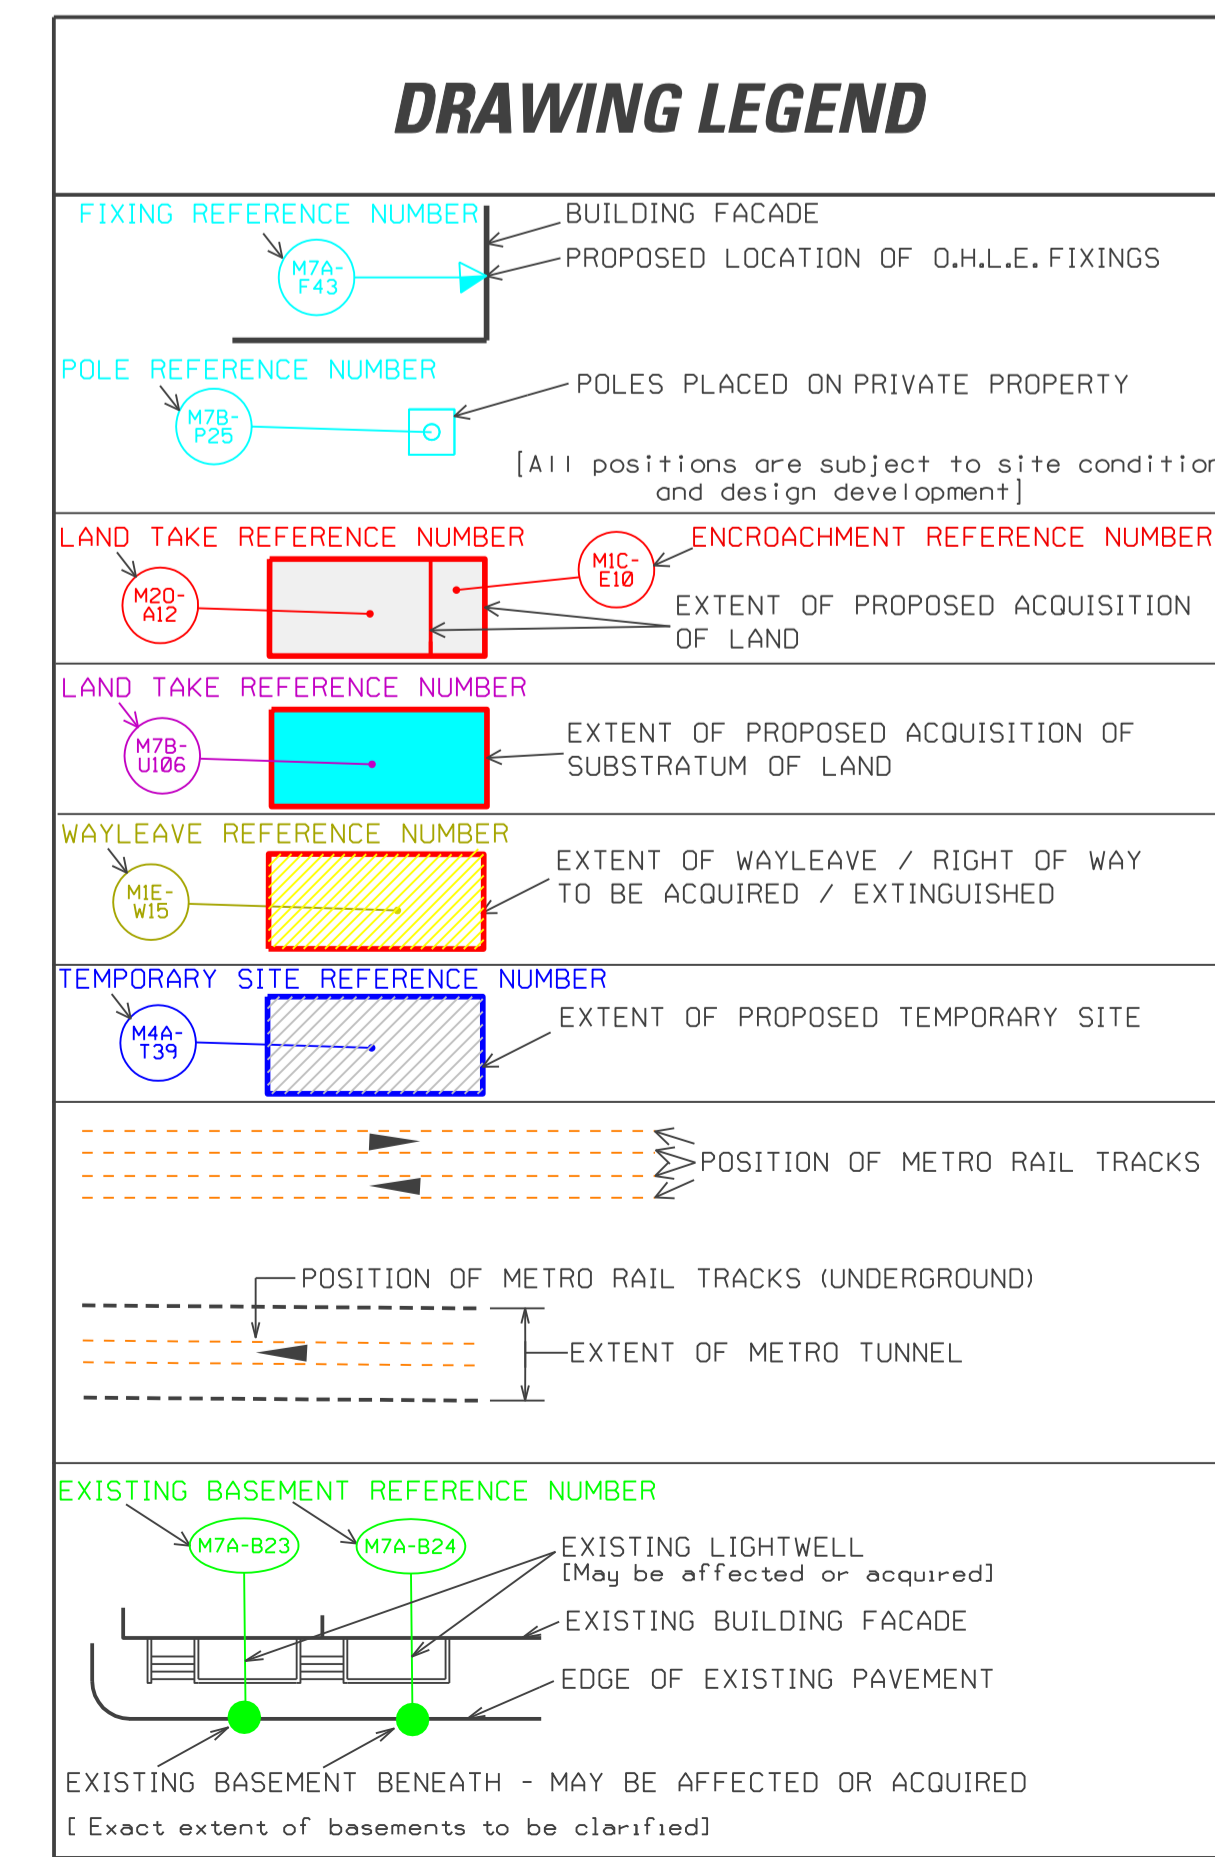 DRAWING LEGEND
FIXING REFERENCE NUMBER
BUILDING FACADE
M7A-
F43
PROPOSED LOCATION OF O.H.L.E. FIXINGS
POLE REFERENCE NUMBER
M7B-
P25
POLES PLACED ON PRIVATE PROPERTY
[All positions are subject to site
and design development]
LAND TAKE REFERENCE NUMBER
M20-
A12
M1C-
E10
ENCROACHMENT REFERENCE NUMBER
EXTENT OF PROPOSED ACQUISITION
OF LAND
LAND TAKE REFERENCE NUMBER
M7B-
U106
EXTENT OF PROPOSED ACQUISITION OF
SUBSTRATUM OF LAND
WAYLEAVE REFERENCE NUMBER
M1E-
W15
EXTENT OF WAYLEAVE / RIGHT OF WAY
TO BE ACQUIRED / EXTINGUISHED
TEMPORARY SITE REFERENCE NUMBER
M4A-
T39
EXTENT OF PROPOSED TEMPORARY SITE
POSITION OF METRO RAIL TRACKS
POSITION OF METRO RAIL TRACKS (UNDERGROUND)
EXTENT OF METRO TUNNEL
EXISTING BASEMENT REFERENCE NUMBER
M7A-B23
M7A-B24
EXISTING LIGHTWELL
[May be affected or acquired]
EXISTING BUILDING FACADE
EDGE OF EXISTING PAVEMENT
EXISTING BASEMENT BENEATH - MAY BE AFFECTED OR ACQUIRED
[ Exact extent of basements to be clarified]